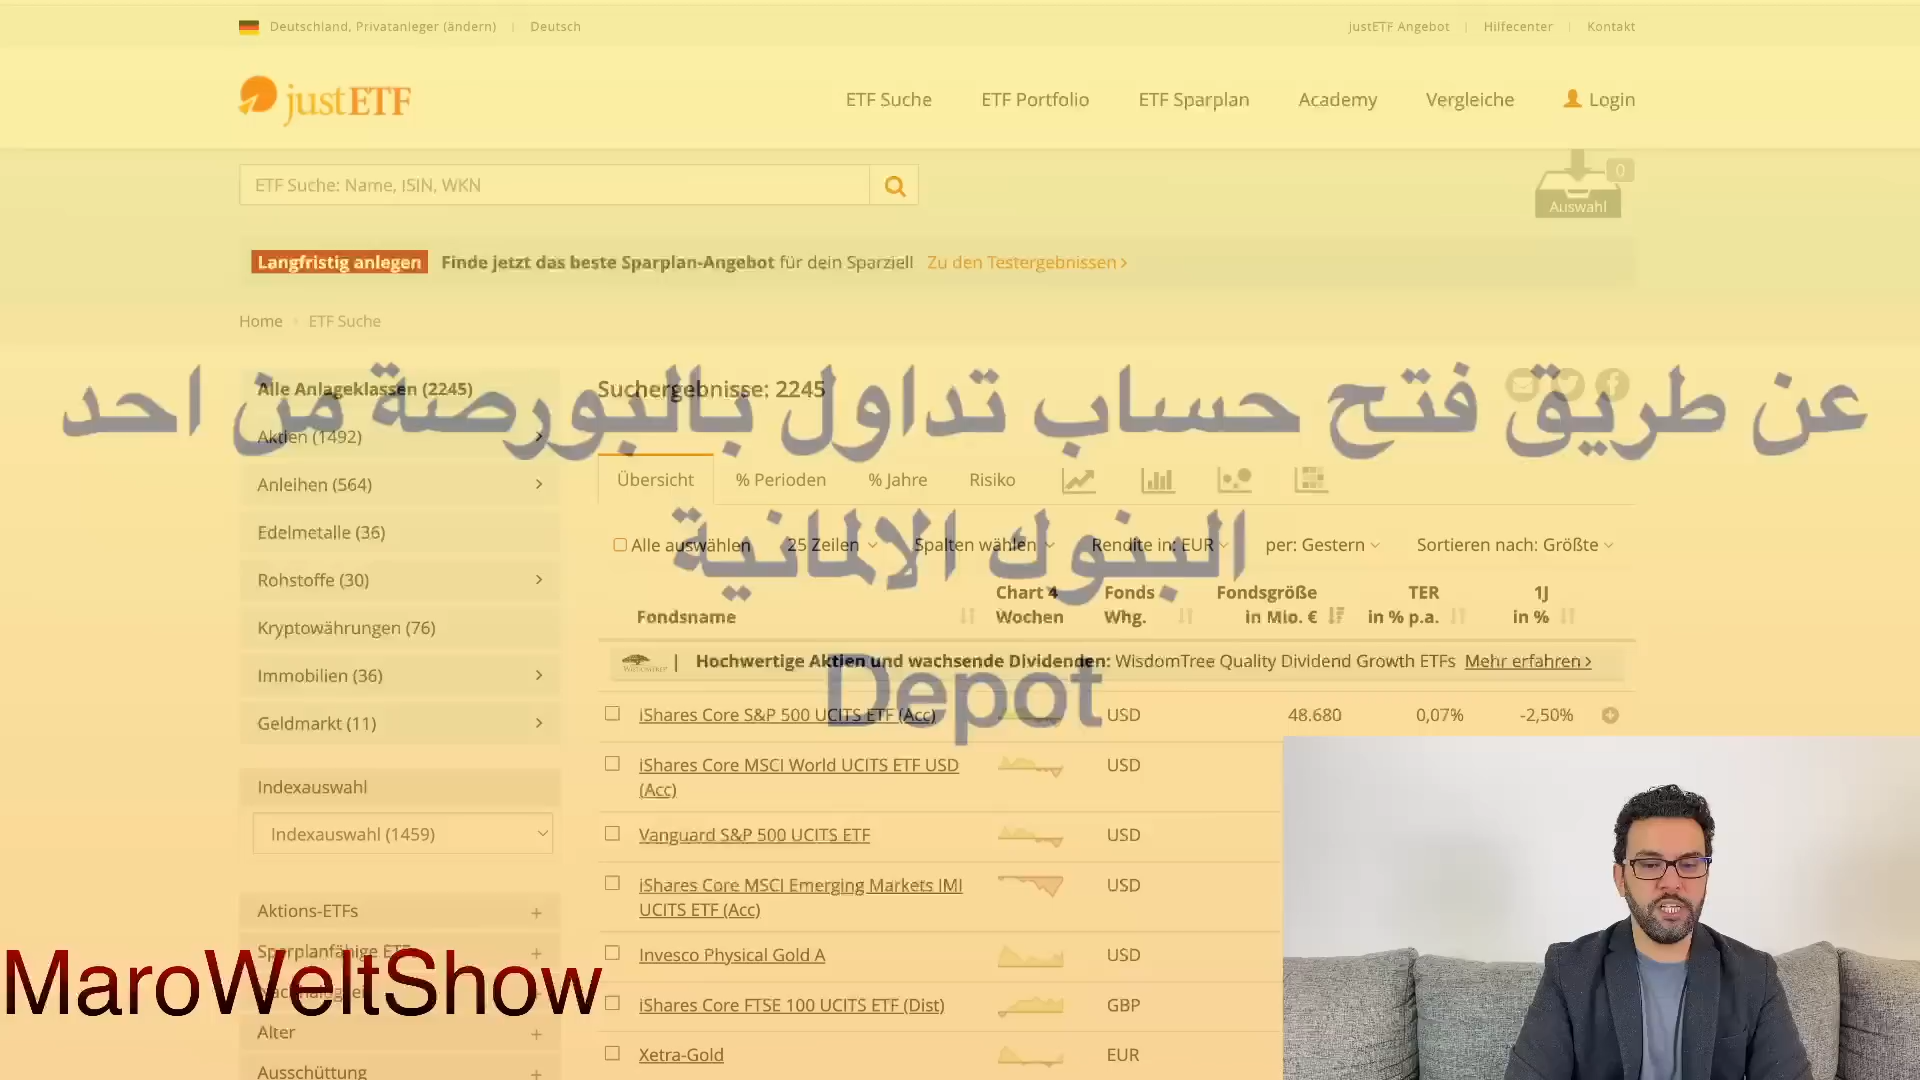 Deutschland, Privatanleger (ändern) | Deutsch
justETF Angebot | Hilfecenter | Kontakt
justETF
ETF Suche ETF Portfolio ETF Sparplan Academy Vergleiche Login
ETF Suche: Name, ISIN, WKN
0
Auswahl
Langfristig anlegen Finde jetzt das beste Sparplan-Angebot für dein Sparziel Zu den Testergebnissen ›
Home ETF Suche
عن طريق فتح حساب تداول بالبورصة من احد
البنوك الالمانية
Depot
Alle Anlageklassen (2245)
Aktien (1492)
Anleihen (564)
Edelmetalle (36)
Rohstoffe (30)
Kryptowährungen (76)
Immobilien (36)
Geldmarkt (11)
Indexauswahl
Indexauswahl (1459)
Aktions-ETFs +
Sparplanfähige +
Alter +
Ausschüttung +
Suchergebnisse: 2245
Übersicht % Perioden % Jahre Risiko
Alle auswählen 25 Zeilen Spalten wählen Rendite in: EUR per: Gestern Sortieren nach: Größte
Fondsname Chart 4 Wochen Fonds Whg. Fondsgröße in Mio. € TER in % p.a. 1J in %
WisdomTree | Hochwertige Aktien und wachsende Dividenden: WisdomTree Quality Dividend Growth ETFs Mehr erfahren ›
iShares Core S&P 500 UCITS ETF (Acc) USD 48.680 0,07% -2,50%
iShares Core MSCI World UCITS ETF USD USD
(Acc)
Vanguard S&P 500 UCITS ETF USD
iShares Core MSCI Emerging Markets IMI USD
UCITS ETF (Acc)
Invesco Physical Gold A USD
iShares Core FTSE 100 UCITS ETF (Dist) GBP
Xetra-Gold EUR
MaroWeltShow